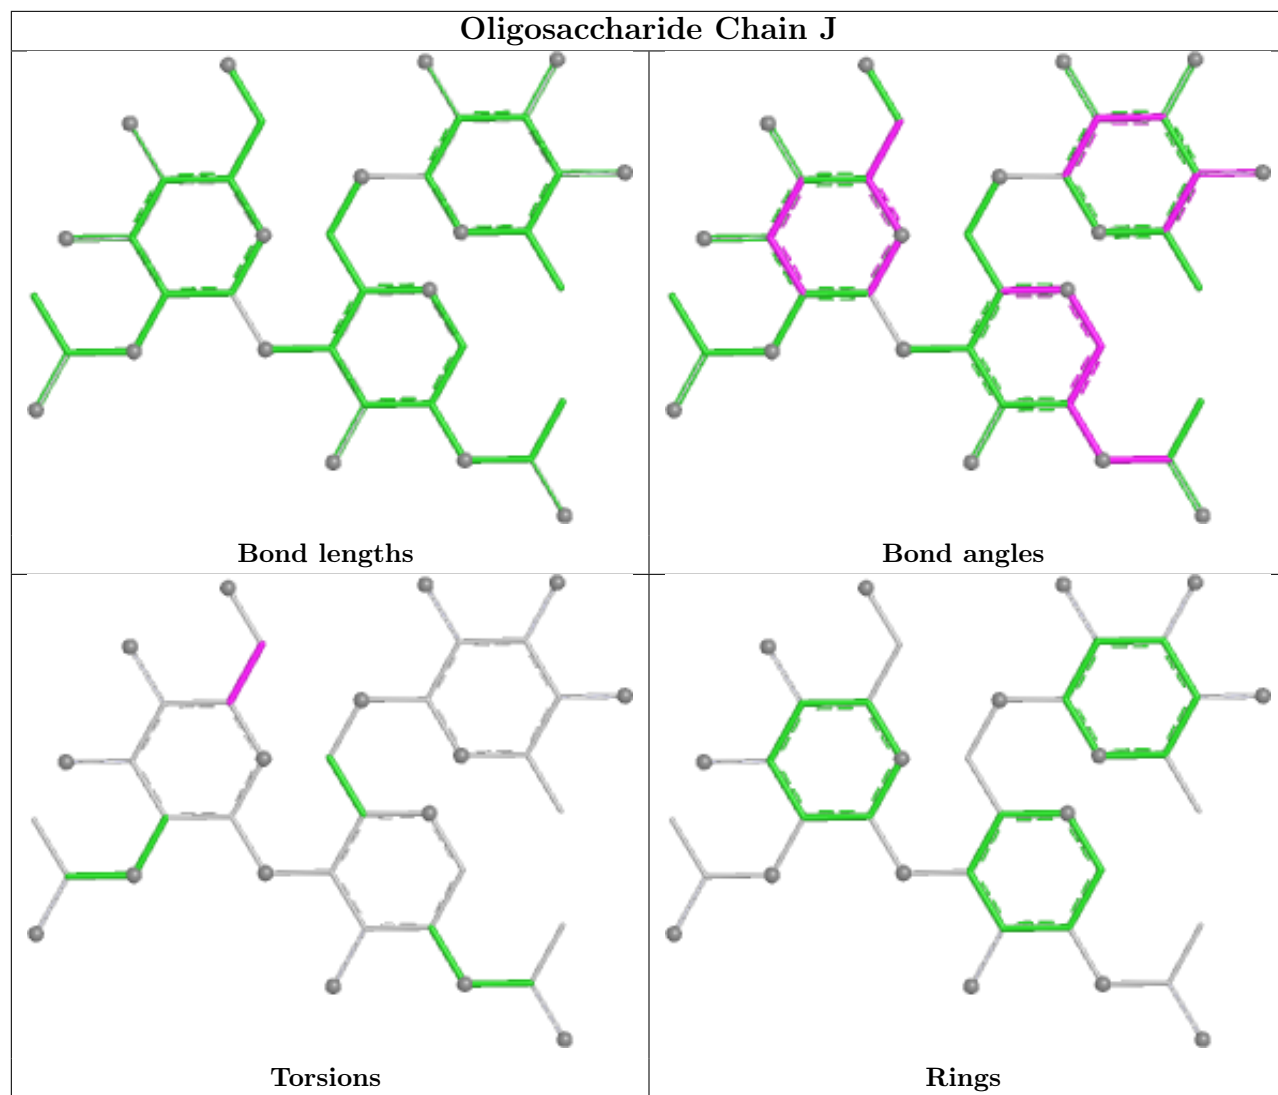 Oligosaccharide Chain J
Bond lengths
Bond angles
Torsions
Rings